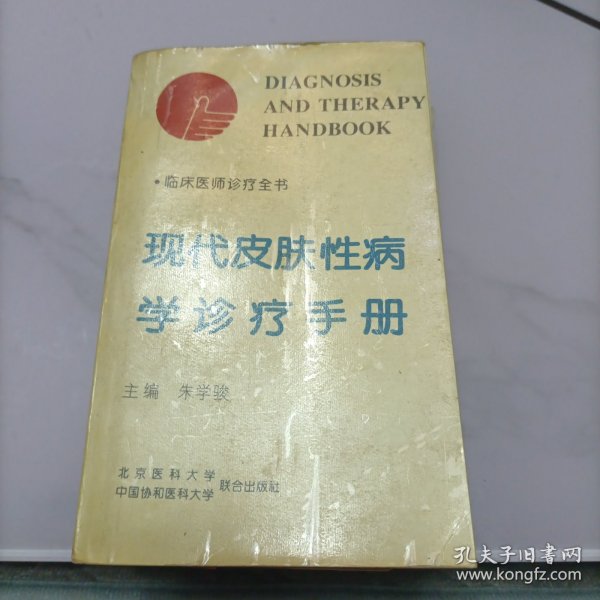 DIAGNOSIS
AND THERAPY
HANDBOOK
•临床医师诊疗全书
现代皮肤性病
学诊疗手册
主编 朱学骏
北京医科大学
中国协和医科大学
联合出版社
孔夫子旧书网
www.kongfz.com